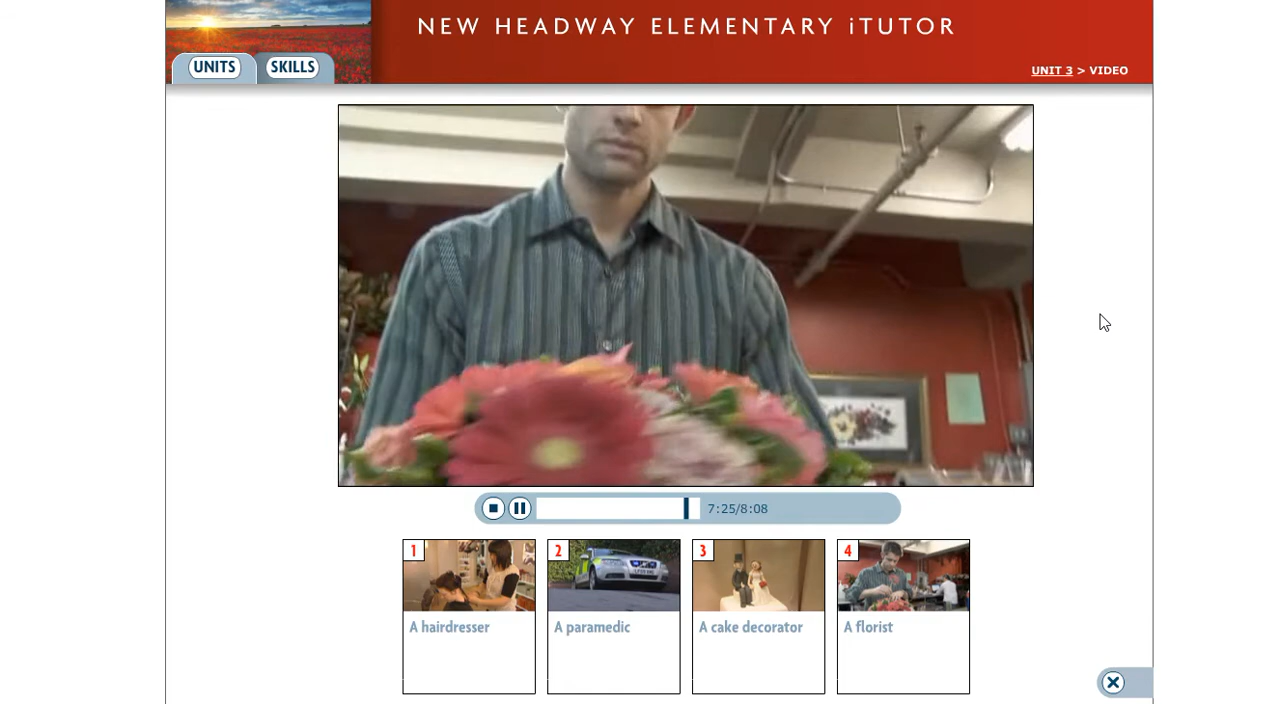 NEW HEADWAY ELEMENTARY iTUTOR
UNITS
SKILLS
UNIT 3 > VIDEO
7:25/8:08
1
2
3
4
A hairdresser
A paramedic
A cake decorator
A florist